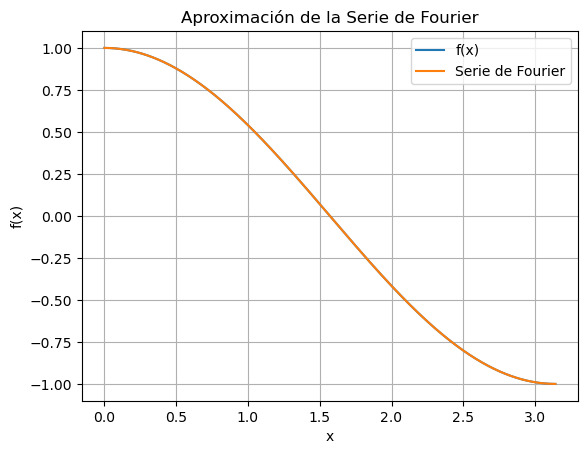 Aproximación de la Serie de Fourier
f(x)
Serie de Fourier
1.00
0.75
0.50
0.25
0.00
−0.25
−0.50
−0.75
−1.00
f(x)
0.0 0.5 1.0 1.5 2.0 2.5 3.0
x